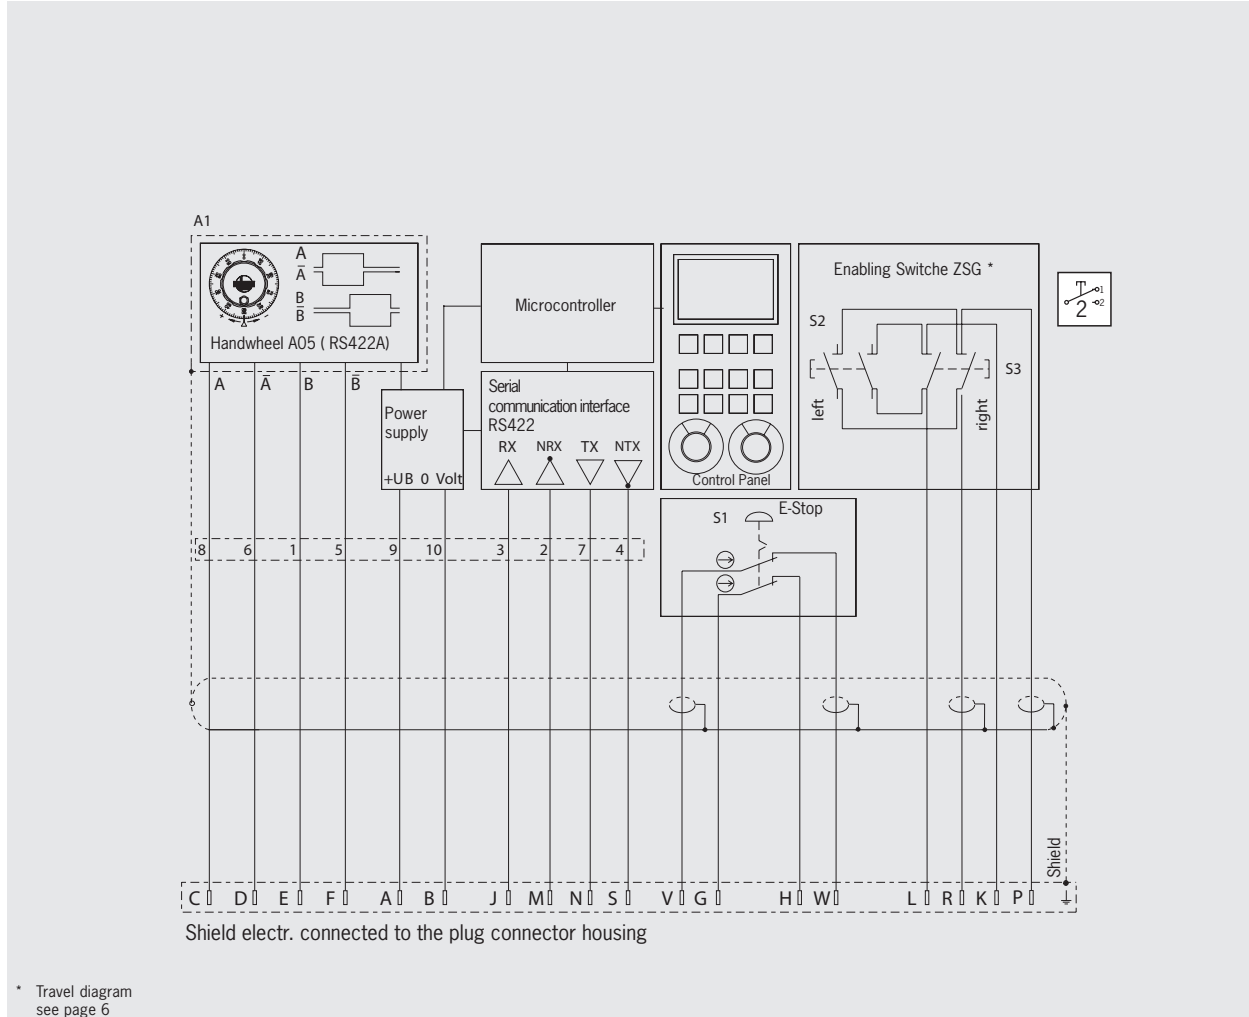 A1
A
A̅
B
B̅
Handwheel A05 ( RS422A)
Microcontroller
Enabling Switche ZSG *
S2
S3
left
right
T
1
2
2
A
A̅
B
B̅
Power
supply
+UB 0 Volt
Serial
communication interface
RS422
RX NRX TX NTX
Control Panel
S1
E-Stop
8 6 1 5 9 10 3 2 7 4
Shield
C D E F A B J M N S V G H W L R K P
Shield electr. connected to the plug connector housing
* Travel diagram
see page 6